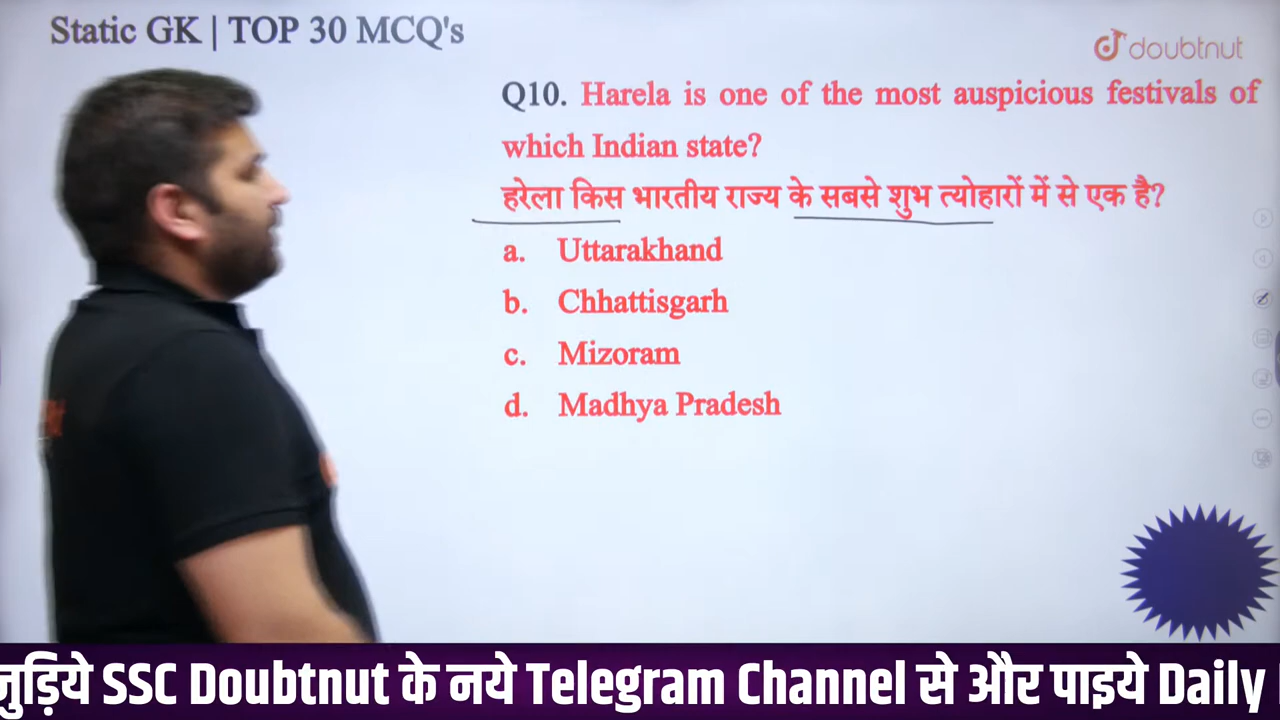 Static GK | TOP 30 MCQ's
doubtnut
Q10. Harela is one of the most auspicious festivals of
which Indian state?
हरेला किस भारतीय राज्य के सबसे शुभ त्योहारों में से एक है?
a. Uttarakhand
b. Chhattisgarh
c. Mizoram
d. Madhya Pradesh
जुड़िये SSC Doubtnut के नये Telegram Channel से और पाइये Daily